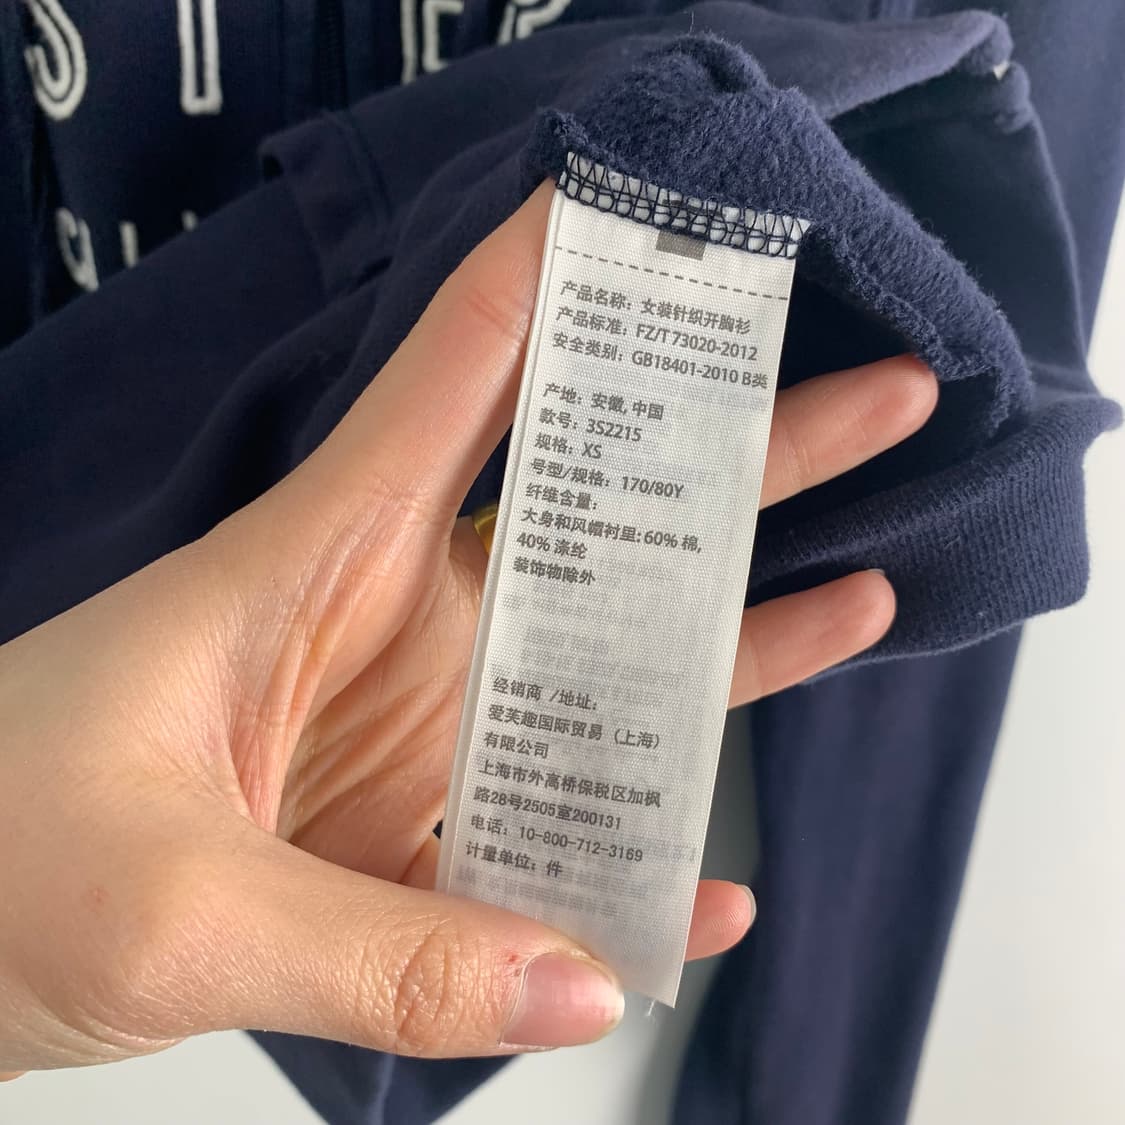 STER
产品名称：女装针织开胸衫
产品标准：FZ/T 73020-2012
安全类别：GB18401-2010 B类
产地：安徽, 中国
款号：3S2215
规格：XS
号型/规格：170/80Y
纤维含量：
大身和风帽衬里: 60% 棉,
40% 涤纶
装饰物除外
经销商 /地址：
爱芙趣国际贸易（上海）
有限公司
上海市外高桥保税区加枫
路28号2505室200131
电话：10-800-712-3169
计量单位：件